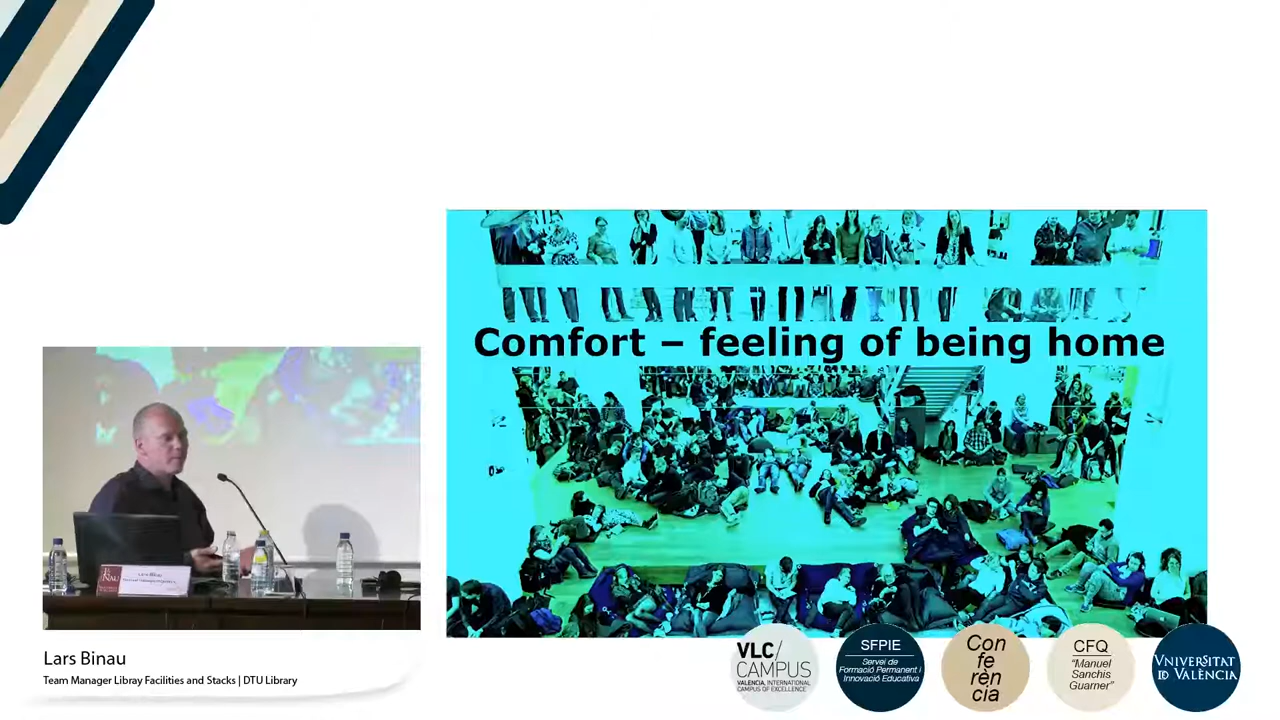 Comfort – feeling of being home
Lars Binau
Team Manager Libray Facilities and Stacks | DTU Library
VLC/
CAMPUS
VALENCIA, INTERNATIONAL
CAMPUS OF EXCELLENCE
SFPIE
Servei de
Formació Permanent i
Innovació Educativa
Con
fe
rèn
cia
CFQ
“Manuel
Sanchis
Guarner”
VNIVERSITAT
ID VALÈNCIA